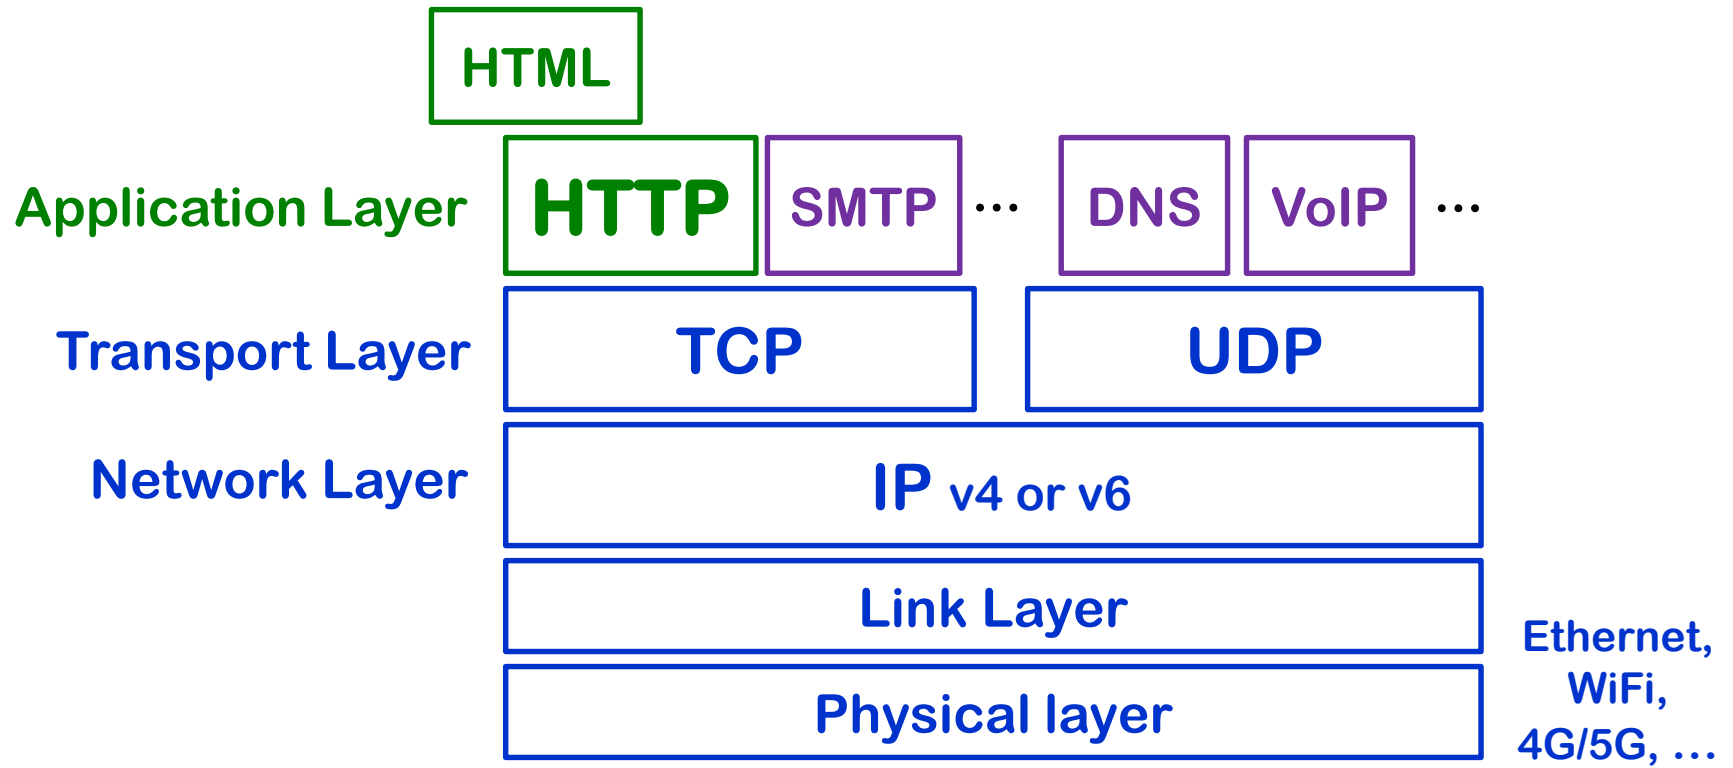 HTML
Application Layer HTTP SMTP ... DNS VoIP ...
Transport Layer TCP UDP
Network Layer IP v4 or v6
Link Layer
Physical layer
Ethernet,
WiFi,
4G/5G, ...